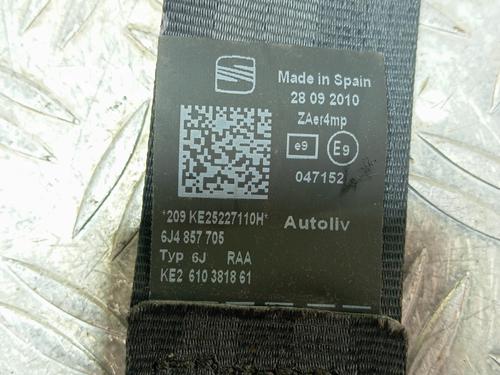 Made in Spain
28 09 2010
ZAer4mp
e9 E9
047152
*209 KE25227110H*
Autoliv
6J4 857 705
Typ 6J RAA
KE2 610 3818 61